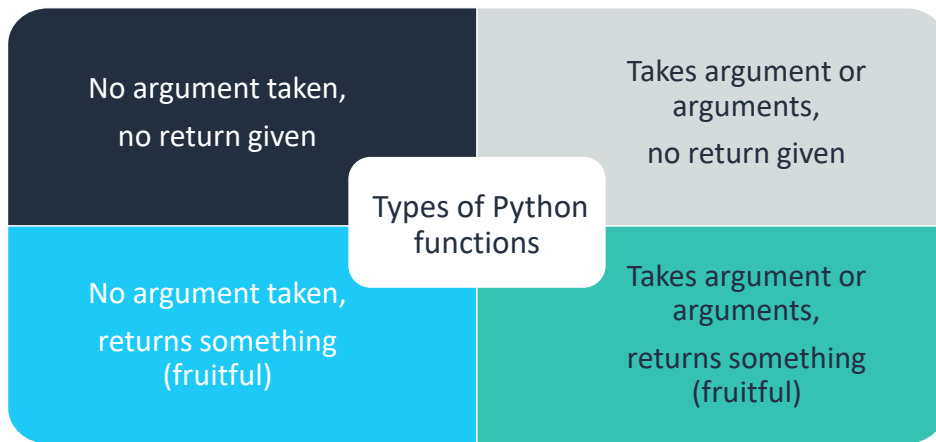 No argument taken,
no return given
Takes argument or
arguments,
no return given
Types of Python
functions
No argument taken,
returns something
(fruitful)
Takes argument or
arguments,
returns something
(fruitful)